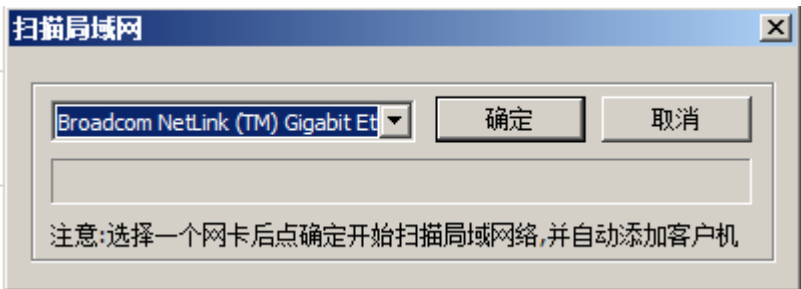 扫描局域网
Broadcom NetLink (TM) Gigabit Et
确定
取消
注意:选择一个网卡后点确定开始扫描局域网络,并自动添加客户机